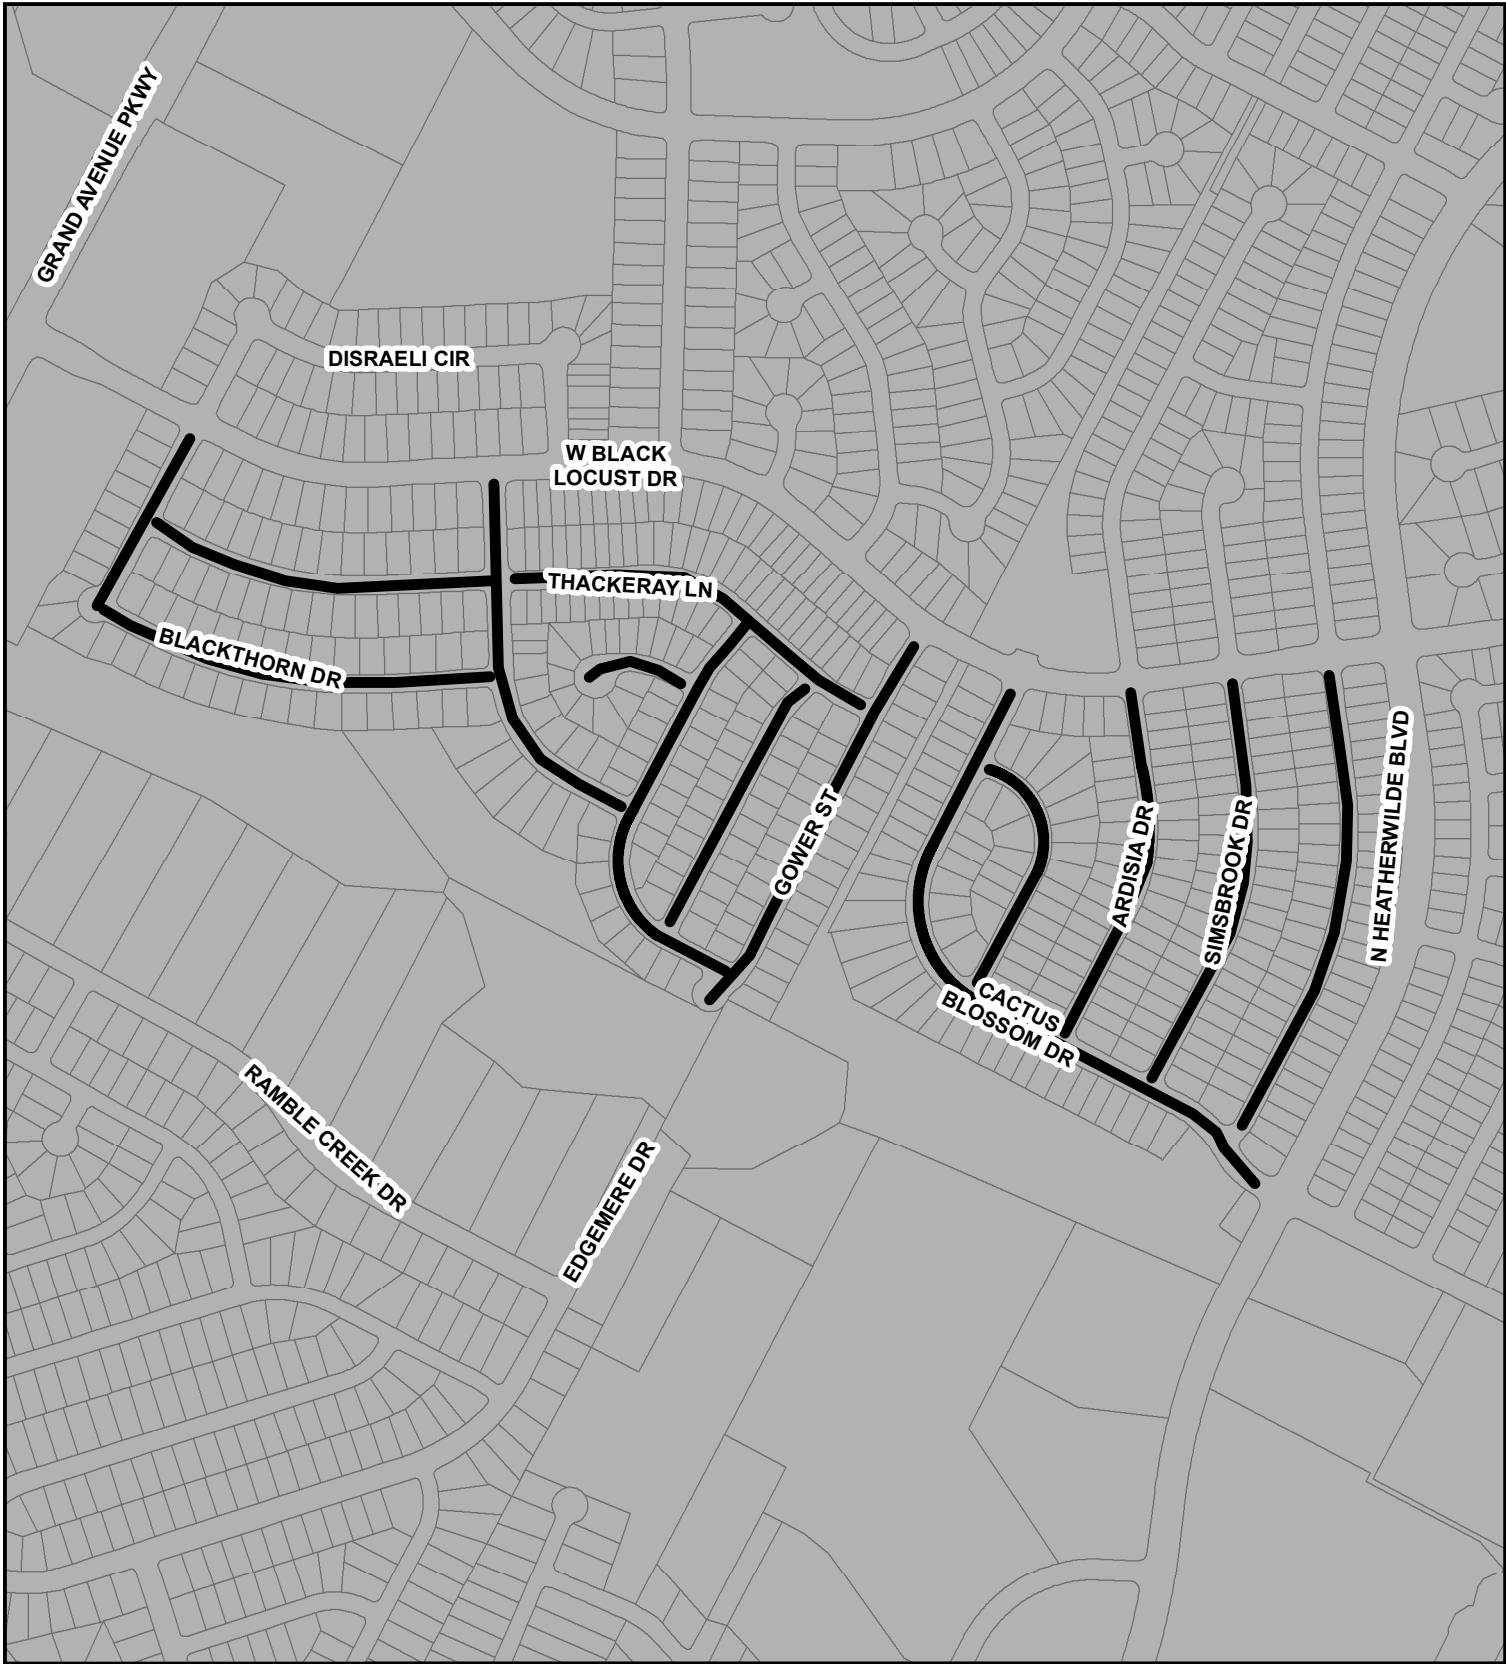 GRAND AVENUE PKWY
DISRAELI CIR
W BLACK
LOCUST DR
THACKERAY LN
BLACKTHORN DR
GOWER ST
ARDISIA DR
SIMSBROOK DR
N HEATHERWILDE BLVD
CACTUS
BLOSSOM DR
RAMBLE CREEK DR
EDGEMERE DR